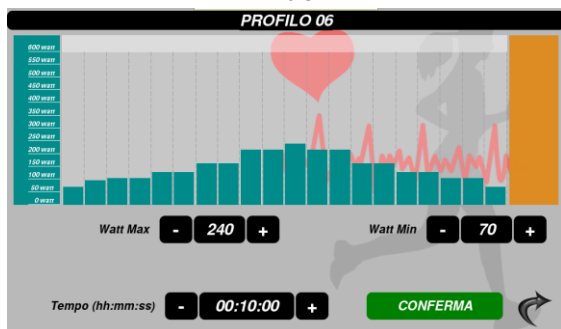 PROFILO 06
600 watt
550 watt
500 watt
450 watt
400 watt
350 watt
300 watt
250 watt
200 watt
150 watt
100 watt
50 watt
0 watt
Watt Max - 240 + Watt Min - 70 +
Tempo (hh:mm:ss) - 00:10:00 + CONFERMA